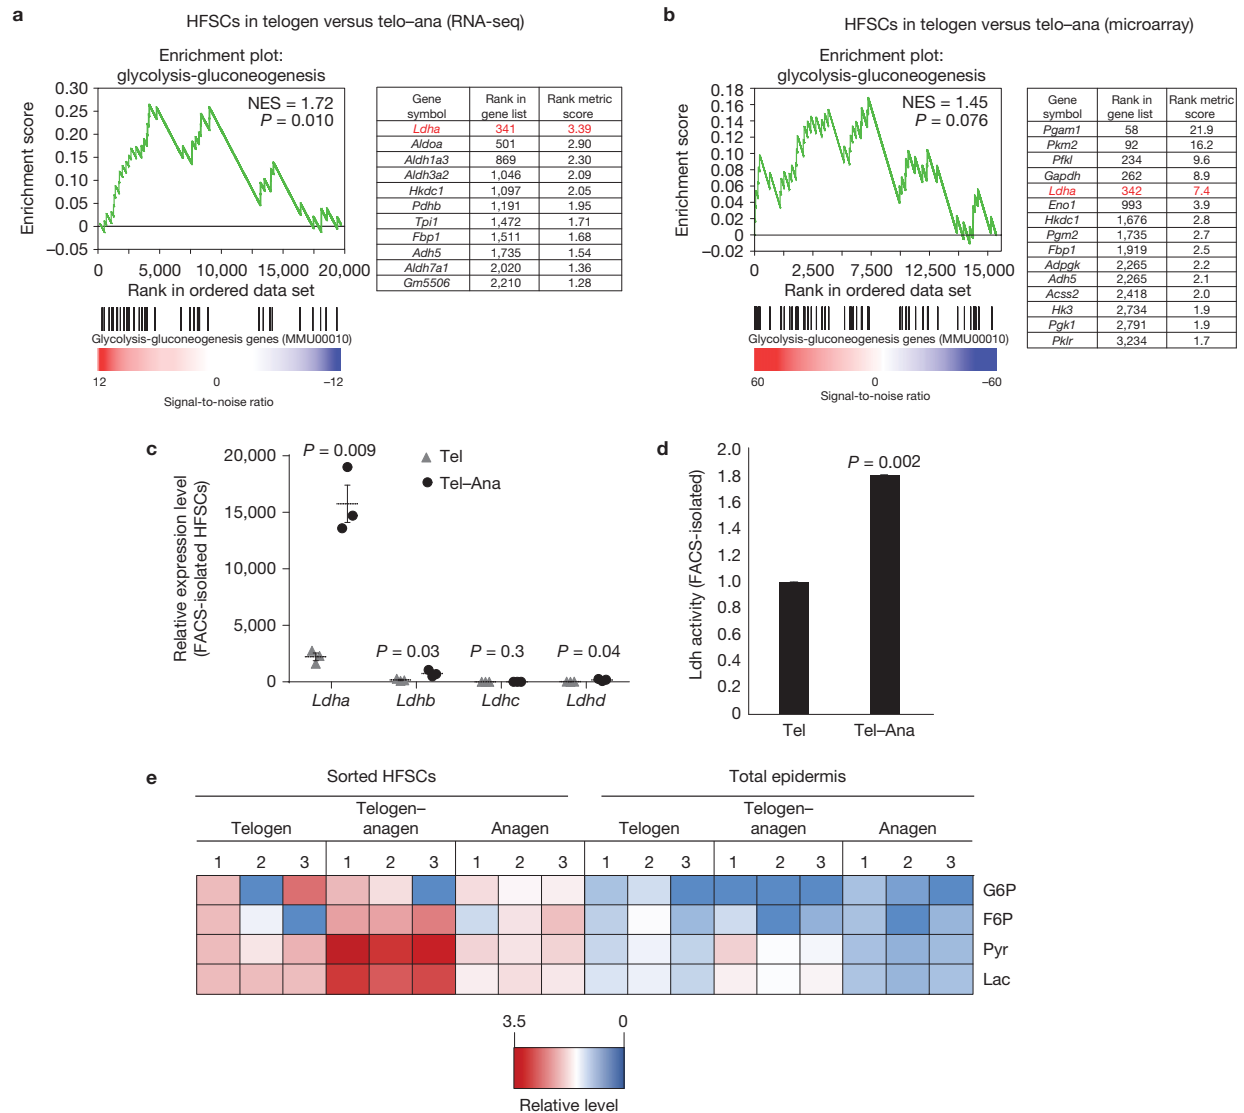 a
HFSCs in telogen versus telo–ana (RNA-seq)
Enrichment plot:
glycolysis-gluconeogenesis
NES = 1.72
P = 0.010
Enrichment score
0.30
0.25
0.20
0.15
0.10
0.05
0
−0.05
0 5,000 10,000 15,000 20,000
Rank in ordered data set
Glycolysis-gluconeogenesis genes (MMU00010)
12 0 −12
Signal-to-noise ratio
Gene symbol Rank in gene list Rank metric score
Ldha 341 3.39
Aldoa 501 2.90
Aldh1a3 869 2.30
Aldh3a2 1,046 2.09
Hkdc1 1,097 2.05
Pdhb 1,191 1.95
Tpi1 1,472 1.71
Fbp1 1,511 1.68
Adh5 1,735 1.54
Aldh7a1 2,020 1.36
Gm5506 2,210 1.28
b
HFSCs in telogen versus telo–ana (microarray)
Enrichment plot:
glycolysis-gluconeogenesis
NES = 1.45
P = 0.076
Enrichment score
0.18
0.16
0.14
0.12
0.10
0.08
0.06
0.04
0.02
0
−0.02
0 2,500 7,500 12,500 15,000
Rank in ordered data set
Glycolysis-gluconeogenesis genes (MMU00010)
60 0 −60
Signal-to-noise ratio
Gene symbol Rank in gene list Rank metric score
Pgam1 58 21.9
Pkm2 92 16.2
Pfkl 234 9.6
Gapdh 262 8.9
Ldha 342 7.4
Eno1 993 3.9
Hkdc1 1,676 2.8
Pgm2 1,735 2.7
Fbp1 1,919 2.5
Adpgk 2,265 2.2
Adh5 2,265 2.1
Acss2 2,418 2.0
Hk3 2,734 1.9
Pgk1 2,791 1.9
Pklr 3,234 1.7
c
Relative expression level
(FACS-isolated HFSCs)
20,000
15,000
10,000
5,000
0
P = 0.009
Tel
Tel–Ana
P = 0.03 P = 0.3 P = 0.04
Ldha Ldhb Ldhc Ldhd
d
Ldh activity (FACS-isolated)
2.0
1.8
1.6
1.4
1.2
1.0
0.8
0.6
0.4
0.2
0
P = 0.002
Tel Tel–Ana
e
Sorted HFSCs Total epidermis
Telogen Telogen–anagen Anagen Telogen Telogen–anagen Anagen
1 2 3 1 2 3 1 2 3 1 2 3 1 2 3 1 2 3
G6P
F6P
Pyr
Lac
3.5 0
Relative level